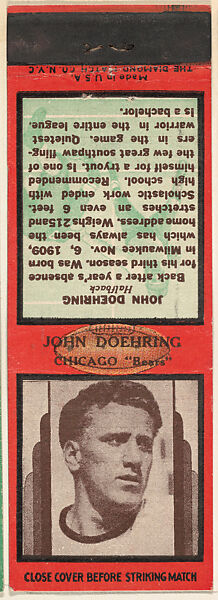 Made in U.S.A.
THE DIAMOND MATCH CO. N.Y.C.
JOHN DOEHRING
Halfback
Back after a year's absence
for his third season. Was born
in Milwaukee Nov. 6, 1909,
which has always been the
home address. Weighs 215 and
stretches an even 6 feet.
Scholastic work ended with
high school. Recommended
himself for a tryout. Is one of
the few great southpaw fling-
ers in the game. Quietest
warrior in the entire league.
Is a bachelor.
JOHN DOEHRING
CHICAGO "Bears"
CLOSE COVER BEFORE STRIKING MATCH